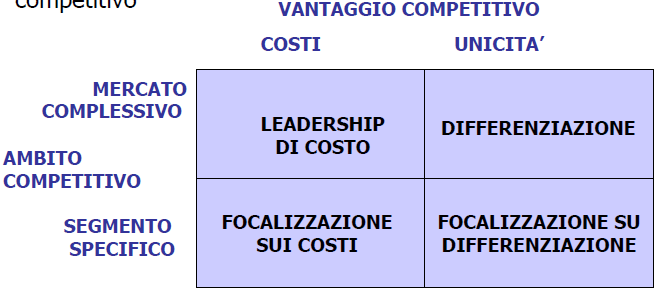 competitivo
VANTAGGIO COMPETITIVO
COSTI
UNICITA’
MERCATO
COMPLESSIVO
LEADERSHIP
DI COSTO
DIFFERENZIAZIONE
AMBITO
COMPETITIVO
SEGMENTO
SPECIFICO
FOCALIZZAZIONE
SUI COSTI
FOCALIZZAZIONE SU
DIFFERENZIAZIONE